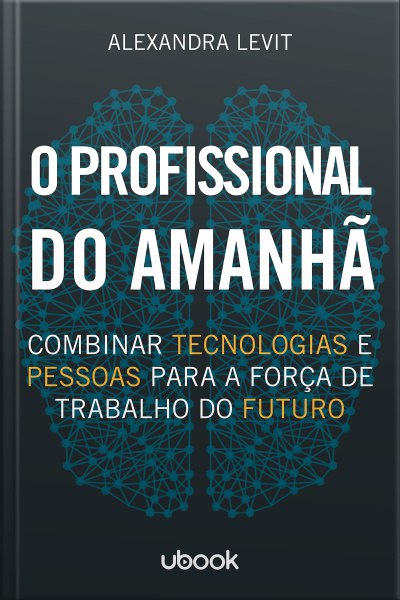 ALEXANDRA LEVIT
O PROFISSIONAL
DO AMANHÃ
COMBINAR TECNOLOGIAS E
PESSOAS PARA A FORÇA DE
TRABALHO DO FUTURO
ubook